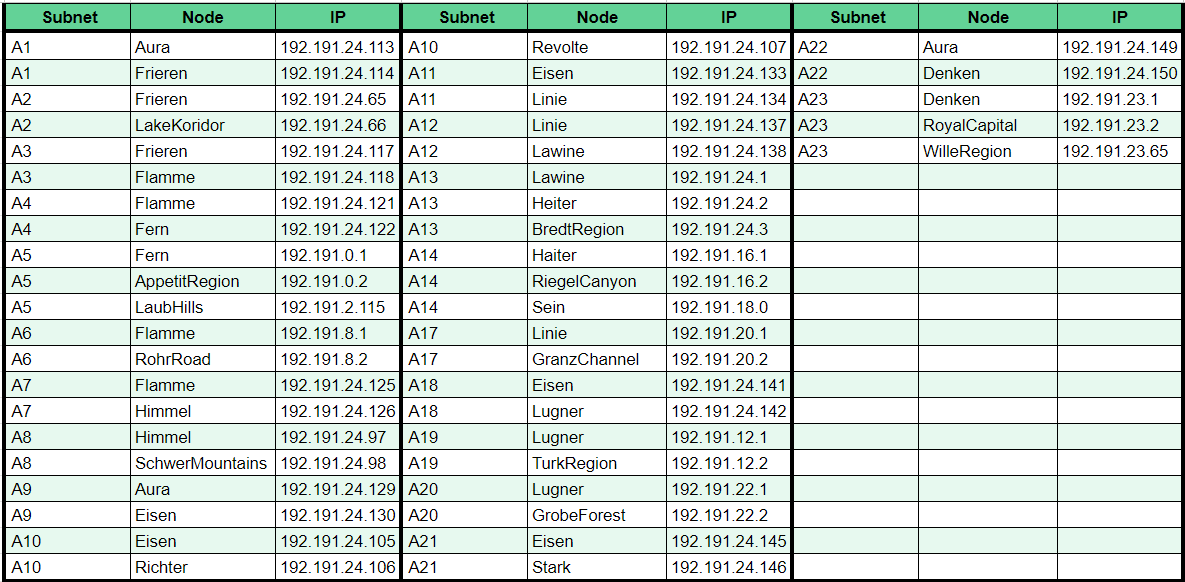 Subnet Node IP Subnet Node IP Subnet Node IP
A1 Aura 192.191.24.113 A10 Revolte 192.191.24.107 A22 Aura 192.191.24.149
A1 Frieren 192.191.24.114 A11 Eisen 192.191.24.133 A22 Denken 192.191.24.150
A2 Frieren 192.191.24.65 A11 Linie 192.191.24.134 A23 Denken 192.191.23.1
A2 LakeKoridor 192.191.24.66 A12 Linie 192.191.24.137 A23 RoyalCapital 192.191.23.2
A3 Frieren 192.191.24.117 A12 Lawine 192.191.24.138 A23 WilleRegion 192.191.23.65
A3 Flamme 192.191.24.118 A13 Lawine 192.191.24.1
A4 Flamme 192.191.24.121 A13 Heiter 192.191.24.2
A4 Fern 192.191.24.122 A13 BredtRegion 192.191.24.3
A5 Fern 192.191.0.1 A14 Haiter 192.191.16.1
A5 AppetitRegion 192.191.0.2 A14 RiegelCanyon 192.191.16.2
A5 LaubHills 192.191.2.115 A14 Sein 192.191.18.0
A6 Flamme 192.191.8.1 A17 Linie 192.191.20.1
A6 RohrRoad 192.191.8.2 A17 GranzChannel 192.191.20.2
A7 Flamme 192.191.24.125 A18 Eisen 192.191.24.141
A7 Himmel 192.191.24.126 A18 Lugner 192.191.24.142
A8 Himmel 192.191.24.97 A19 Lugner 192.191.12.1
A8 SchwerMountains 192.191.24.98 A19 TurkRegion 192.191.12.2
A9 Aura 192.191.24.129 A20 Lugner 192.191.22.1
A9 Eisen 192.191.24.130 A20 GrobeForest 192.191.22.2
A10 Eisen 192.191.24.105 A21 Eisen 192.191.24.145
A10 Richter 192.191.24.106 A21 Stark 192.191.24.146